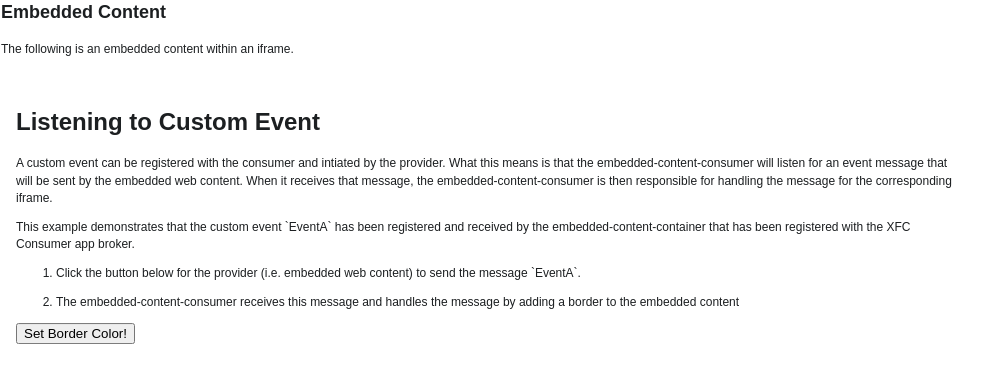 Embedded Content
The following is an embedded content within an iframe.
Listening to Custom Event
A custom event can be registered with the consumer and intiated by the provider. What this means is that the embedded-content-consumer will listen for an event message that
will be sent by the embedded web content. When it receives that message, the embedded-content-consumer is then responsible for handling the message for the corresponding
iframe.
This example demonstrates that the custom event `EventA` has been registered and received by the embedded-content-container that has been registered with the XFC
Consumer app broker.
1. Click the button below for the provider (i.e. embedded web content) to send the message `EventA`.
2. The embedded-content-consumer receives this message and handles the message by adding a border to the embedded content
Set Border Color!